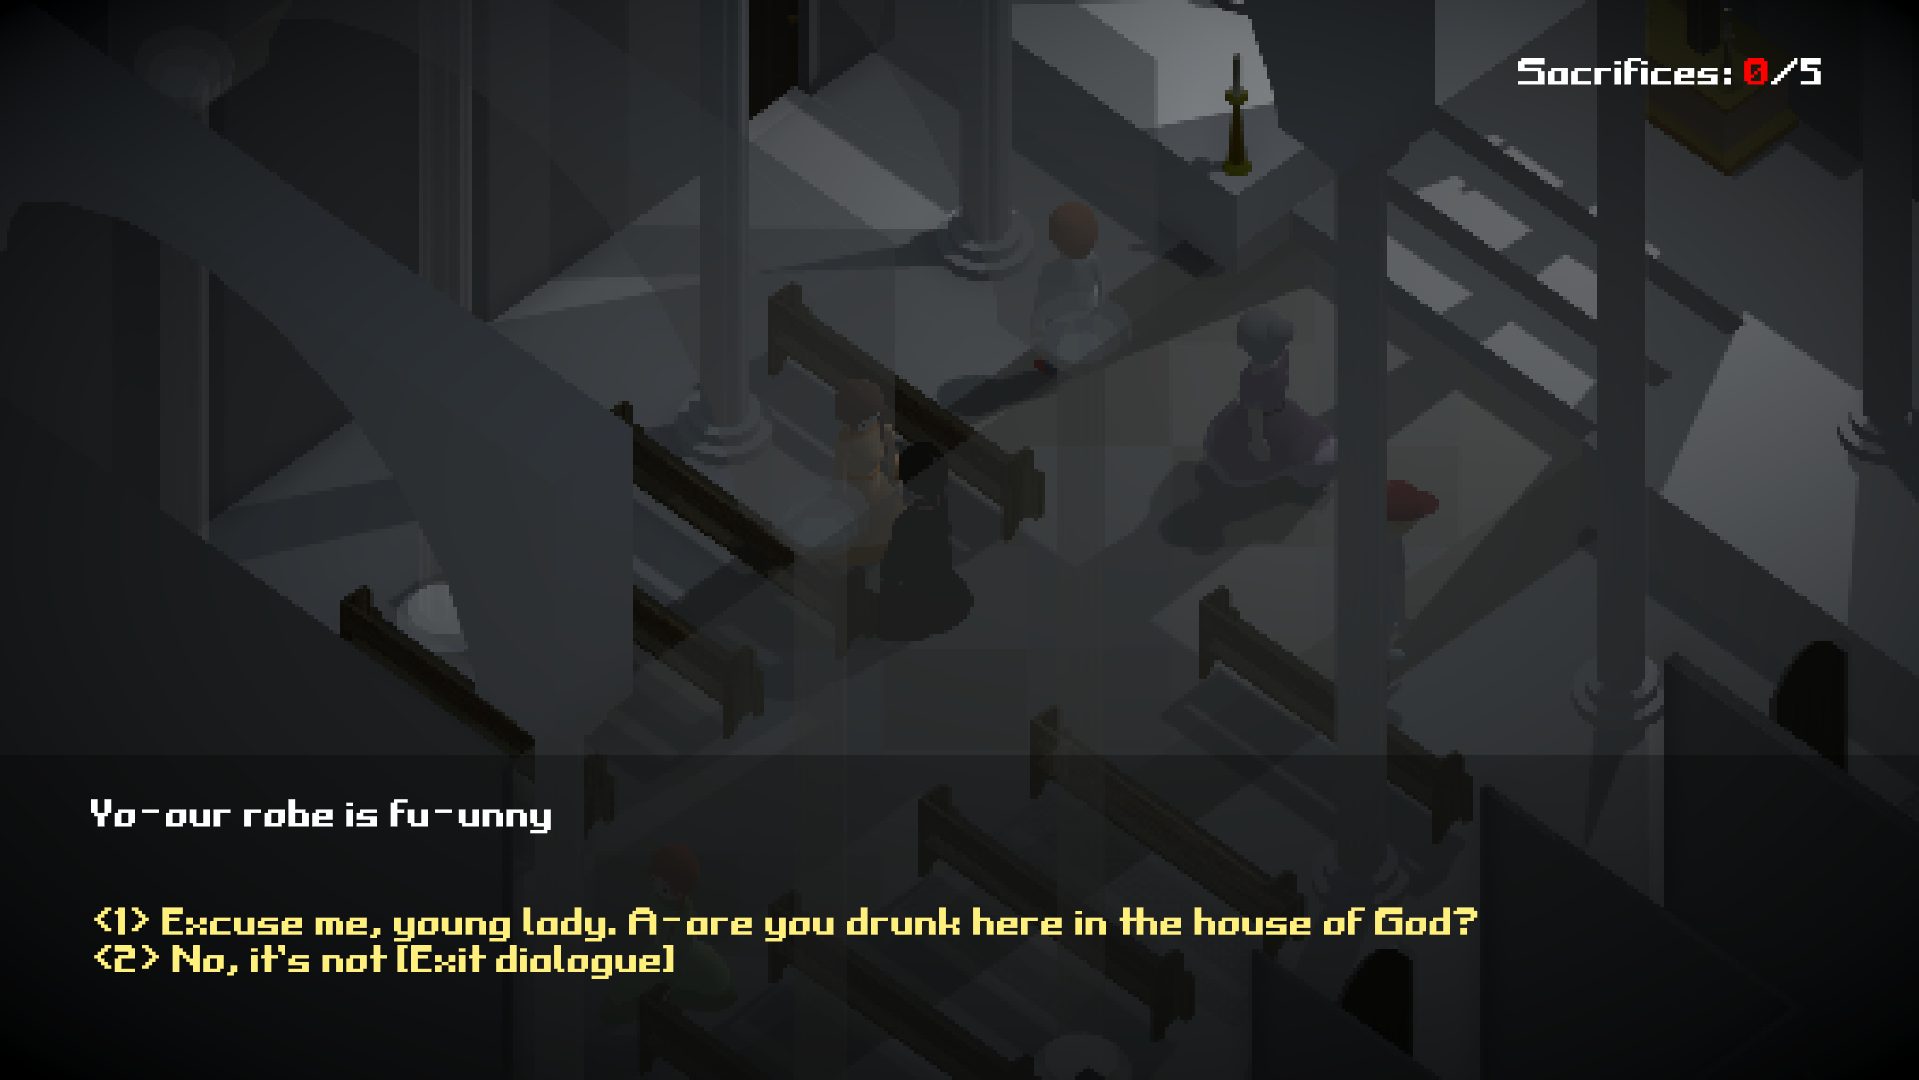 Sacrifices: 0/5
Yo-our robe is fu-unny
<1> Excuse me, young lady. A-are you drunk here in the house of God?
<2> No, it's not [Exit dialogue]